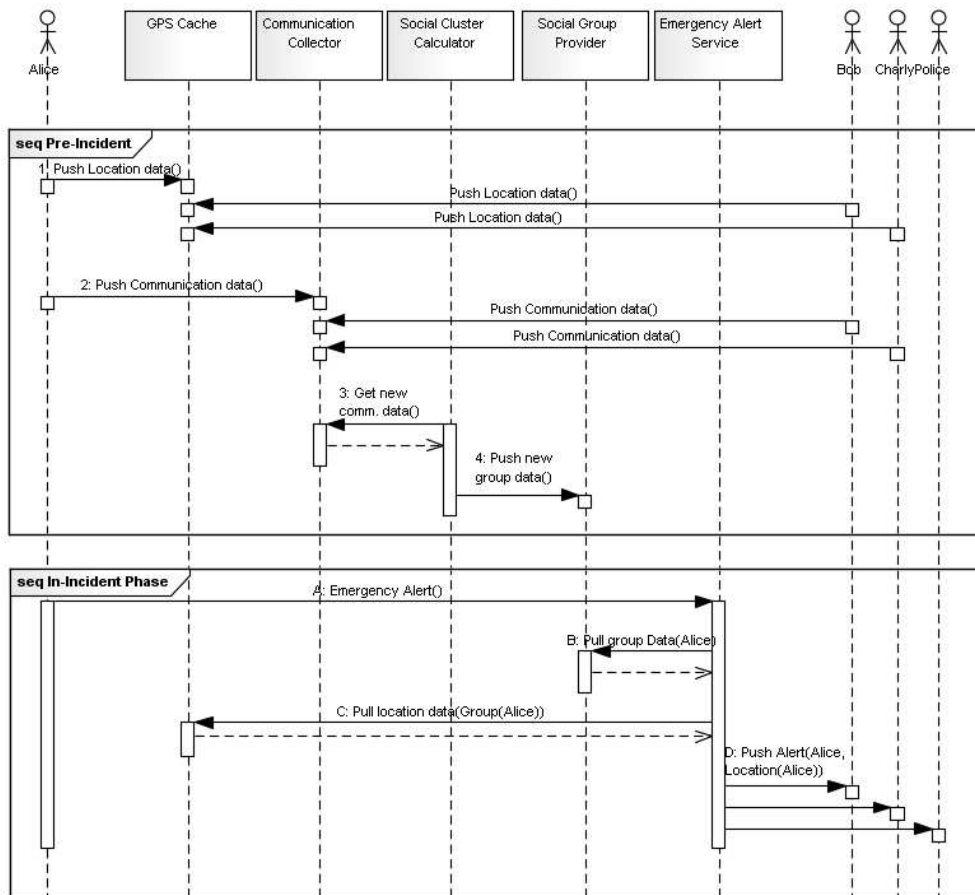 GPS Cache
Communication
Collector
Social Cluster
Calculator
Social Group
Provider
Emergency Alert
Service
Alice
Bob
Charly
Police
seq Pre-Incident
1. Push Location data()
Push Location data()
Push Location data()
2: Push Communication data()
Push Communication data()
Push Communication data()
3: Get new
comm. data()
4: Push new
group data()
seq In-Incident Phase
A: Emergency Alert()
B: Pull group Data(Alice)
C: Pull location data(Group(Alice))
D: Push Alert(Alice,
Location(Alice))